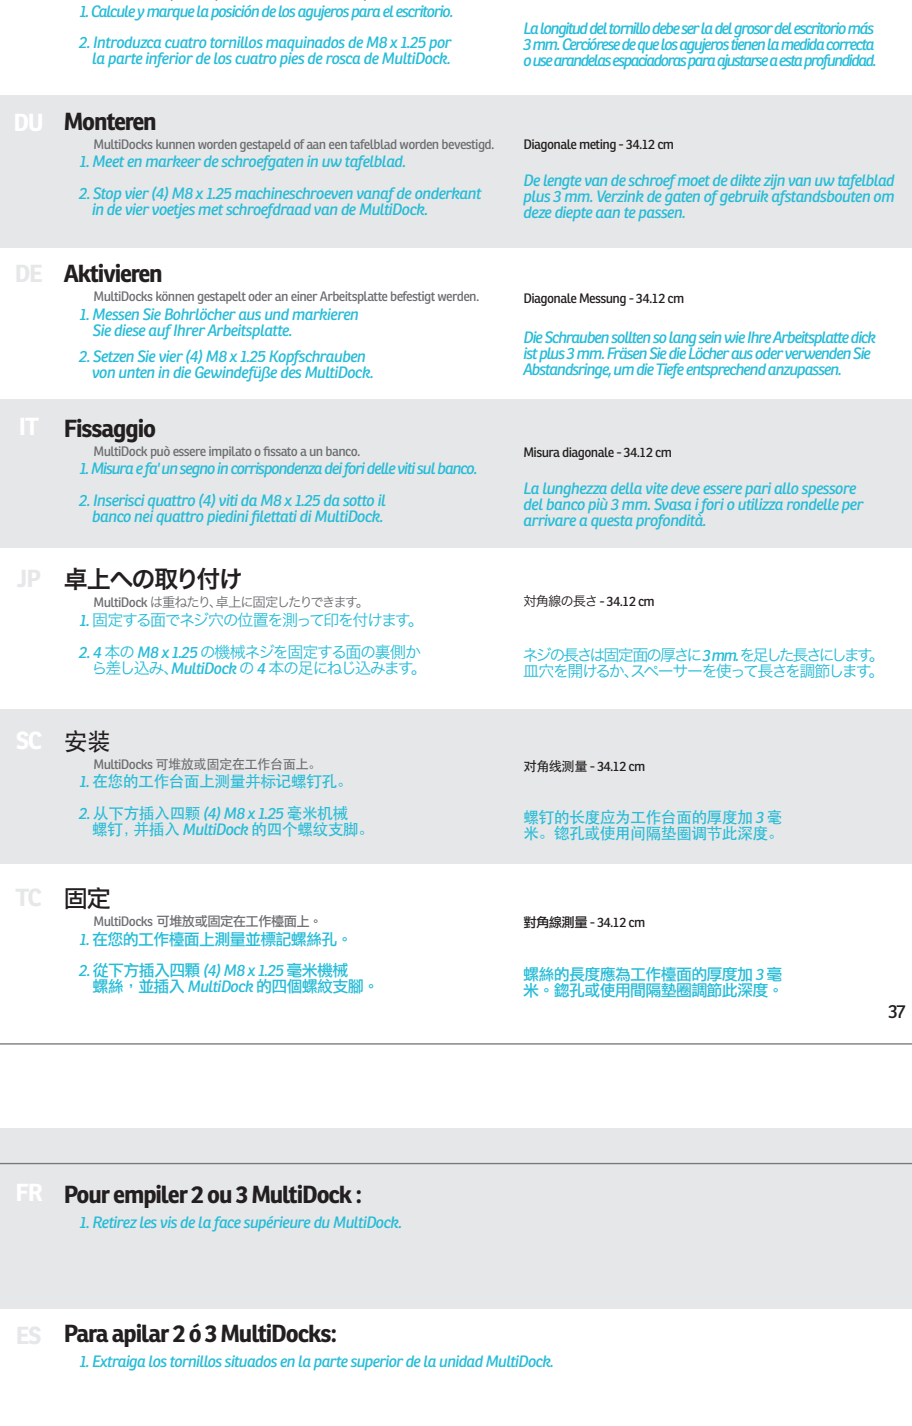 1. Calcule y marque la posición de los agujeros para el escritorio.
2. Introduzca cuatro tornillos maquinados de M8 x 1.25 por
la parte inferior de los cuatro pies de rosca de MultiDock.
La longitud del tornillo debe ser la del grosor del escritorio más
3 mm. Cerciórese de que los agujeros tienen la medida correcta
o use arandelas espaciadoras para ajustarse a esta profundidad.
DU Monteren
MultiDocks kunnen worden gestapeld of aan een tafelblad worden bevestigd.
1. Meet en markeer de schroefgaten in uw tafelblad.
2. Stop vier (4) M8 x 1.25 machineschroeven vanaf de onderkant
in de vier voetjes met schroefdraad van de MultiDock.
Diagonale meting - 34.12 cm
De lengte van de schroef moet de dikte zijn van uw tafelblad
plus 3 mm. Verzink de gaten of gebruik afstandsbouten om
deze diepte aan te passen.
DE Aktivieren
MultiDocks können gestapelt oder an einer Arbeitsplatte befestigt werden.
1. Messen Sie Bohrlöcher aus und markieren
Sie diese auf Ihrer Arbeitsplatte.
2. Setzen Sie vier (4) M8 x 1.25 Kopfschrauben
von unten in die Gewindefüße des MultiDock.
Diagonale Messung - 34.12 cm
Die Schrauben sollten so lang sein wie Ihre Arbeitsplatte dick
ist plus 3 mm. Fräsen Sie die Löcher aus oder verwenden Sie
Abstandsringe, um die Tiefe entsprechend anzupassen.
IT Fissaggio
MultiDock può essere impilato o fissato a un banco.
1. Misura e fa' un segno in corrispondenza dei fori delle viti sul banco.
2. Inserisci quattro (4) viti da M8 x 1.25 da sotto il
banco nei quattro piedini filettati di MultiDock.
Misura diagonale - 34.12 cm
La lunghezza della vite deve essere pari allo spessore
del banco più 3 mm. Svasa i fori o utilizza rondelle per
arrivare a questa profondità.
JP 卓上への取り付け
MultiDock は重ねたり、卓上に固定したりできます。
1. 固定する面でネジ穴の位置を測って印を付けます。
2. 4 本の M8 x 1.25 の機械ネジを固定する面の裏側か
ら差し込み、MultiDock の 4 本の足にねじ込みます。
対角線の長さ - 34.12 cm
ネジの長さは固定面の厚さに 3 mm. を足した長さにします。
皿穴を開けるか、スペーサーを使って長さを調節します。
SC 安装
MultiDocks 可堆放或固定在工作台面上。
1. 在您的工作台面上测量并标记螺钉孔。
2. 从下方插入四颗 (4) M8 x 1.25 毫米机械
螺钉，并插入 MultiDock 的四个螺纹支脚。
对角线测量 - 34.12 cm
螺钉的长度应为工作台面的厚度加 3 毫
米。锪孔或使用间隔垫圈调节此深度。
TC 固定
MultiDocks 可堆放或固定在工作檯面上。
1. 在您的工作檯面上測量並標記螺絲孔。
2. 從下方插入四顆 (4) M8 x 1.25 毫米機械
螺絲，並插入 MultiDock 的四個螺紋支腳。
對角線測量 - 34.12 cm
螺絲的長度應為工作檯面的厚度加 3 毫
米。鍃孔或使用間隔墊圈調節此深度。
37
FR Pour empiler 2 ou 3 MultiDock :
1. Retirez les vis de la face supérieure du MultiDock.
ES Para apilar 2 ó 3 MultiDocks:
1. Extraiga los tornillos situados en la parte superior de la unidad MultiDock.